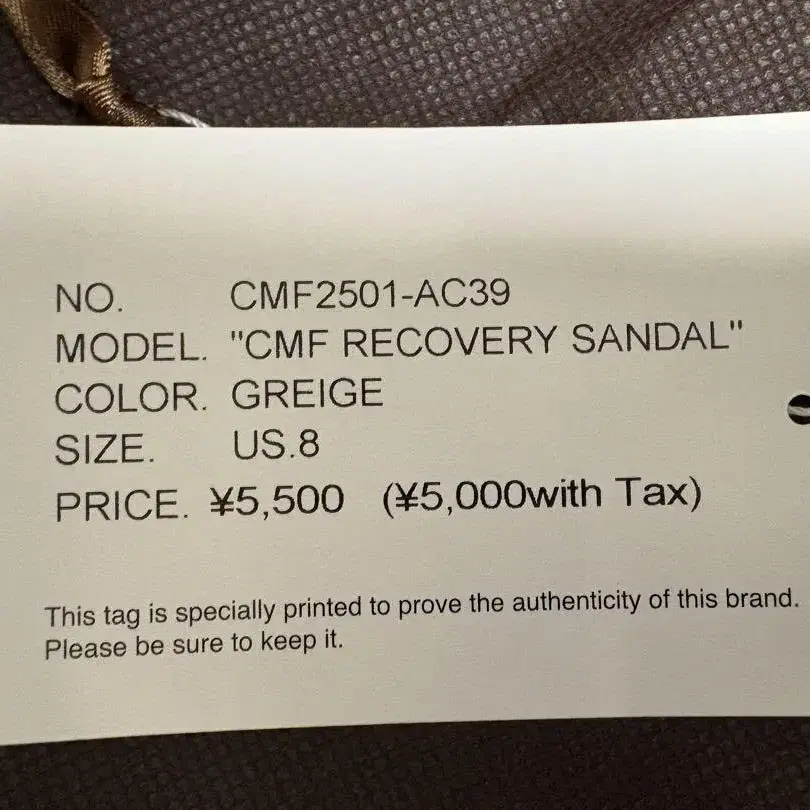 NO. CMF2501-AC39
MODEL. "CMF RECOVERY SANDAL"
COLOR. GREIGE
SIZE. US.8
PRICE. ¥5,500 (¥5,000with Tax)
This tag is specially printed to prove the authenticity of this brand.
Please be sure to keep it.